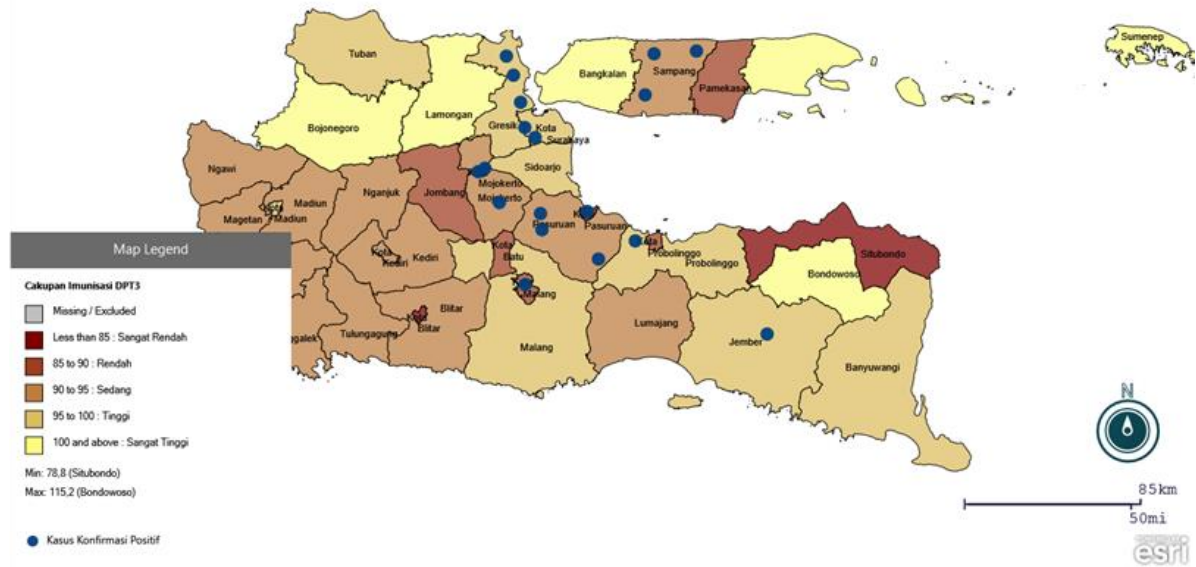 Sumenep
Tuban
Bangkalan
Sampang
Pamekasan
Lamongan
Bojonegoro
Gresik
Kota
Surabaya
Sidoarjo
Ngawi
Nganjuk
Jombang
Mojokerto
Mojokerto
Madiun
Kota
Madiun
Magetan
Pasuruan
Pasuruan
Kota
Kediri
Kediri
Kota
Batu
Kota
Probolinggo
Probolinggo
Situbondo
Bondowoso
Malang
Blitar
Kota
Blitar
Tulungagung
galek
Malang
Lumajang
Jember
Banyuwangi
Map Legend
Cakupan Imunisasi DPT3
Missing / Excluded
Less than 85 : Sangat Rendah
85 to 90 : Rendah
90 to 95 : Sedang
95 to 100 : Tinggi
100 and above : Sangat Tinggi
Min: 78,8 (Situbondo)
Max: 115,2 (Bondowoso)
Kasus Konfirmasi Positif
N
85km
50mi
esri